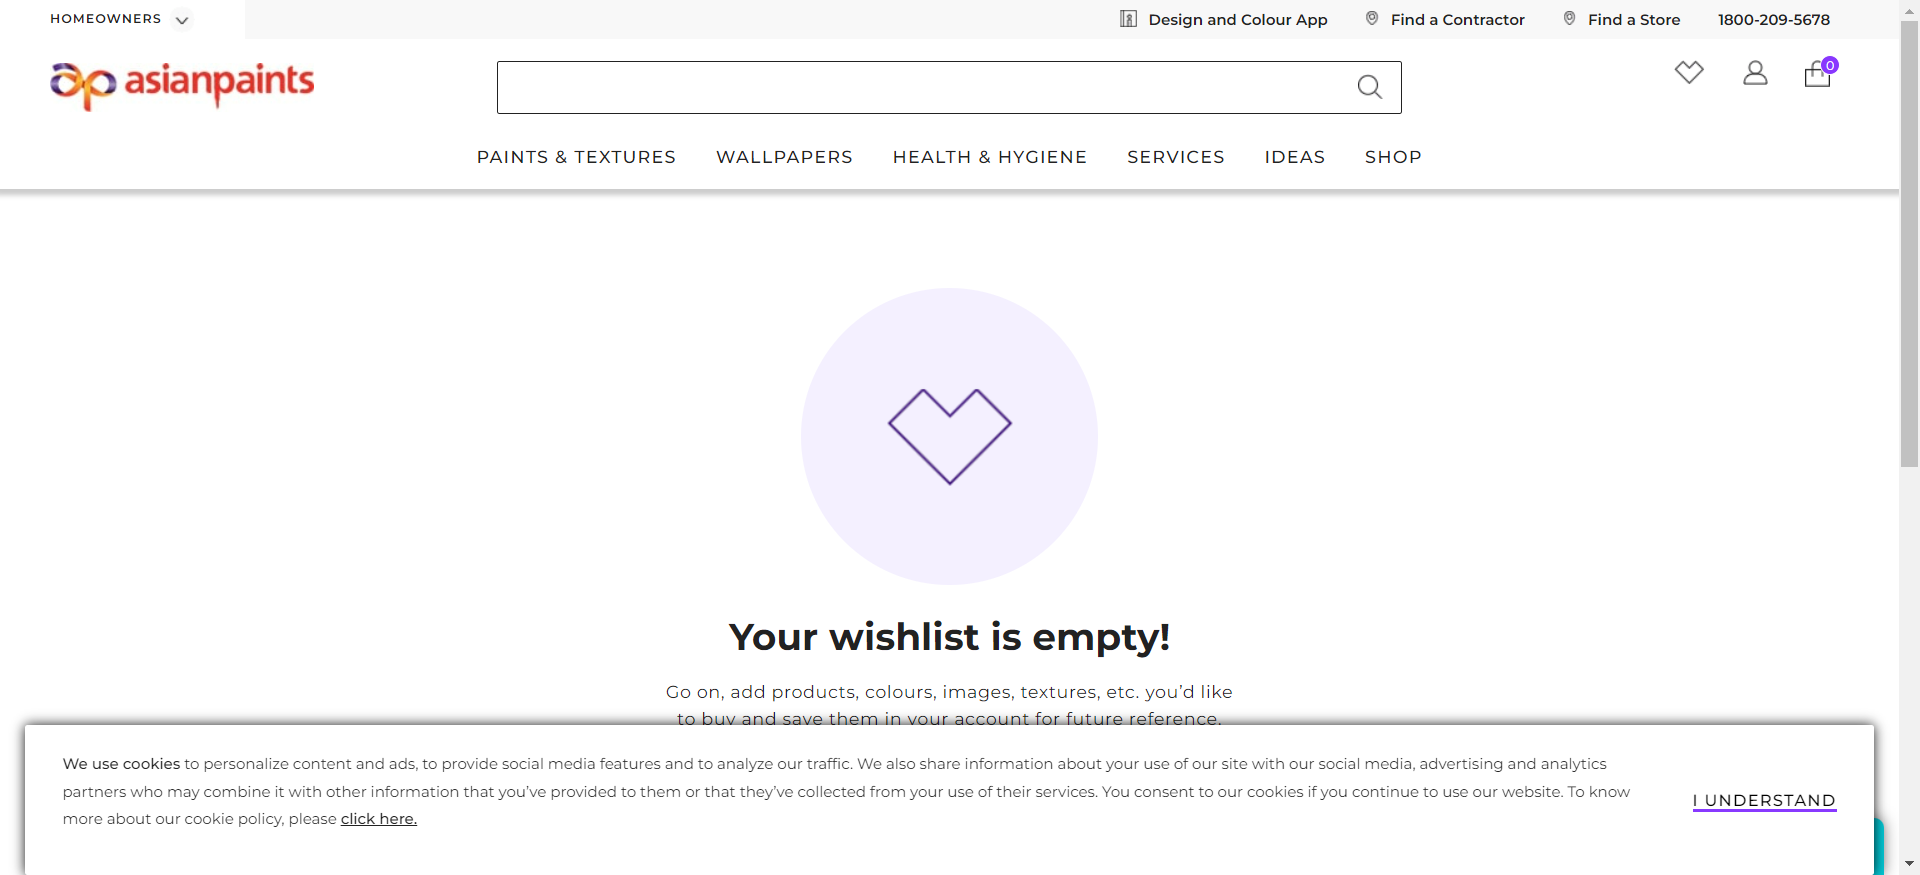 HOMEOWNERS
Design and Colour App
Find a Contractor
Find a Store
1800-209-5678
asianpaints
0
PAINTS & TEXTURES
WALLPAPERS
HEALTH & HYGIENE
SERVICES
IDEAS
SHOP
Your wishlist is empty!
Go on, add products, colours, images, textures, etc. you’d like
to buy and save them in your account for future reference.
We use cookies to personalize content and ads, to provide social media features and to analyze our traffic. We also share information about your use of our site with our social media, advertising and analytics
partners who may combine it with other information that you’ve provided to them or that they’ve collected from your use of their services. You consent to our cookies if you continue to use our website. To know
more about our cookie policy, please click here.
I UNDERSTAND